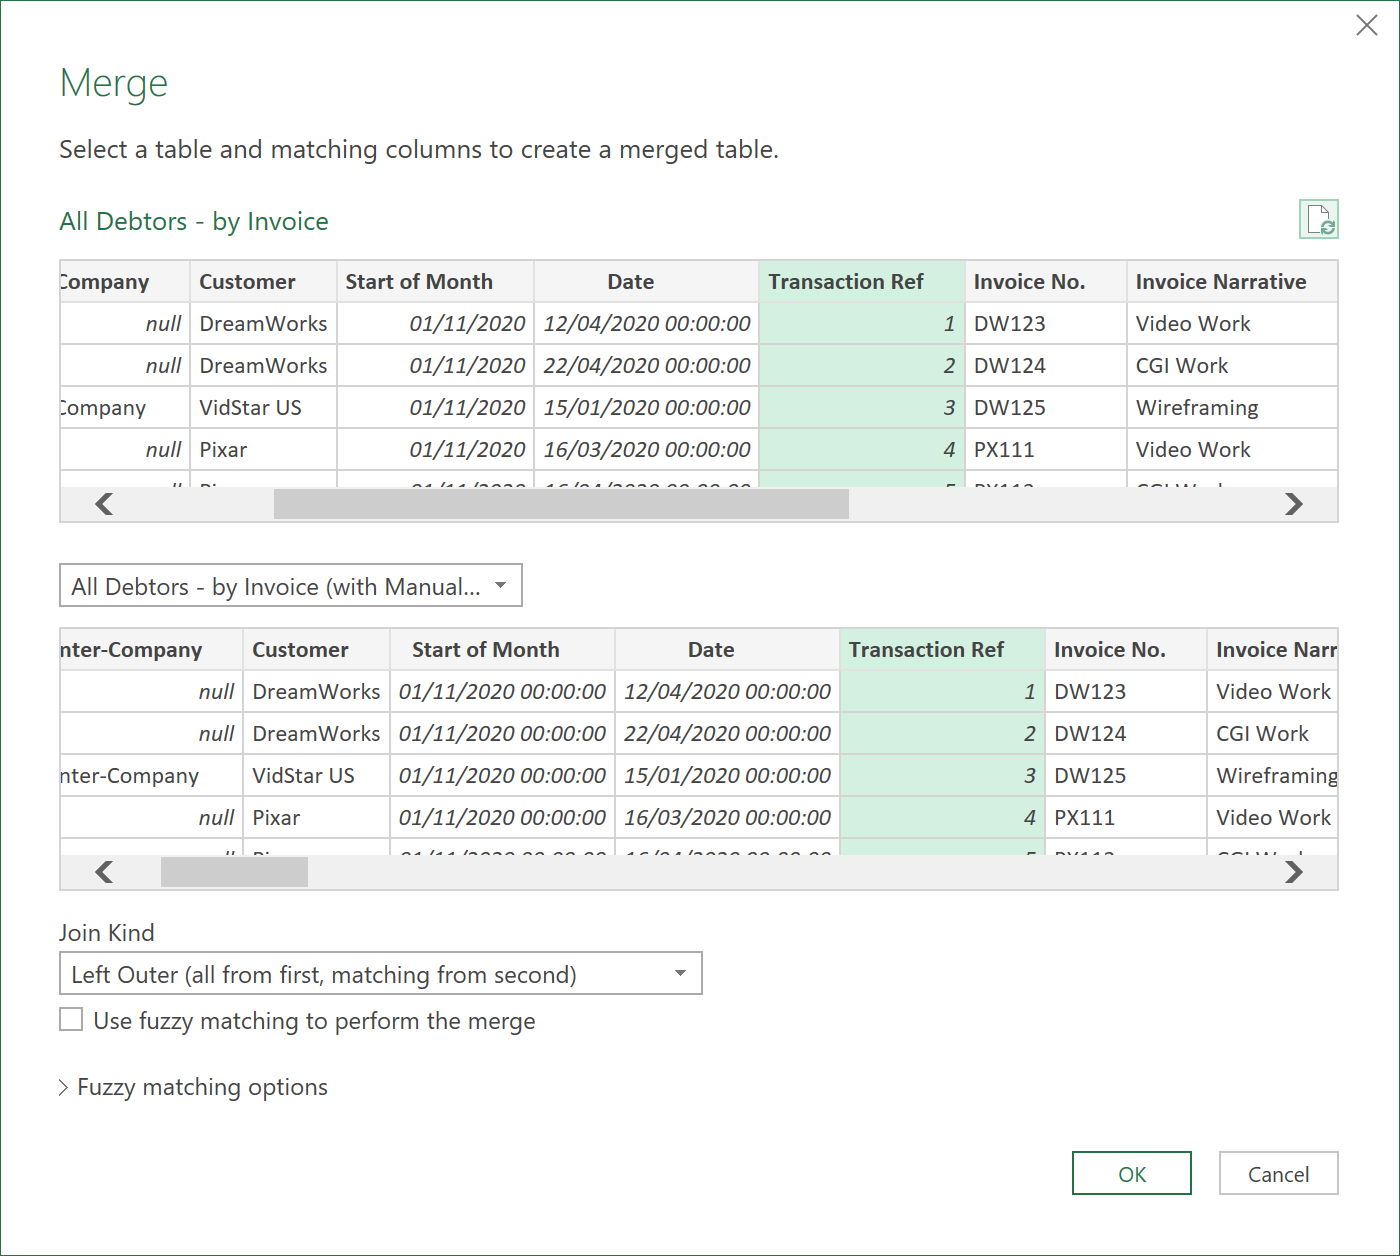 Merge
Select a table and matching columns to create a merged table.
All Debtors - by Invoice
Company Customer Start of Month Date Transaction Ref Invoice No. Invoice Narrative
null DreamWorks 01/11/2020 12/04/2020 00:00:00 1 DW123 Video Work
null DreamWorks 01/11/2020 22/04/2020 00:00:00 2 DW124 CGI Work
Company VidStar US 01/11/2020 15/01/2020 00:00:00 3 DW125 Wireframing
null Pixar 01/11/2020 16/03/2020 00:00:00 4 PX111 Video Work
All Debtors - by Invoice (with Manual...
nter-Company Customer Start of Month Date Transaction Ref Invoice No. Invoice Narr
null DreamWorks 01/11/2020 00:00:00 12/04/2020 00:00:00 1 DW123 Video Work
null DreamWorks 01/11/2020 00:00:00 22/04/2020 00:00:00 2 DW124 CGI Work
nter-Company VidStar US 01/11/2020 00:00:00 15/01/2020 00:00:00 3 DW125 Wireframing
null Pixar 01/11/2020 00:00:00 16/03/2020 00:00:00 4 PX111 Video Work
Join Kind
Left Outer (all from first, matching from second)
Use fuzzy matching to perform the merge
Fuzzy matching options
OK Cancel